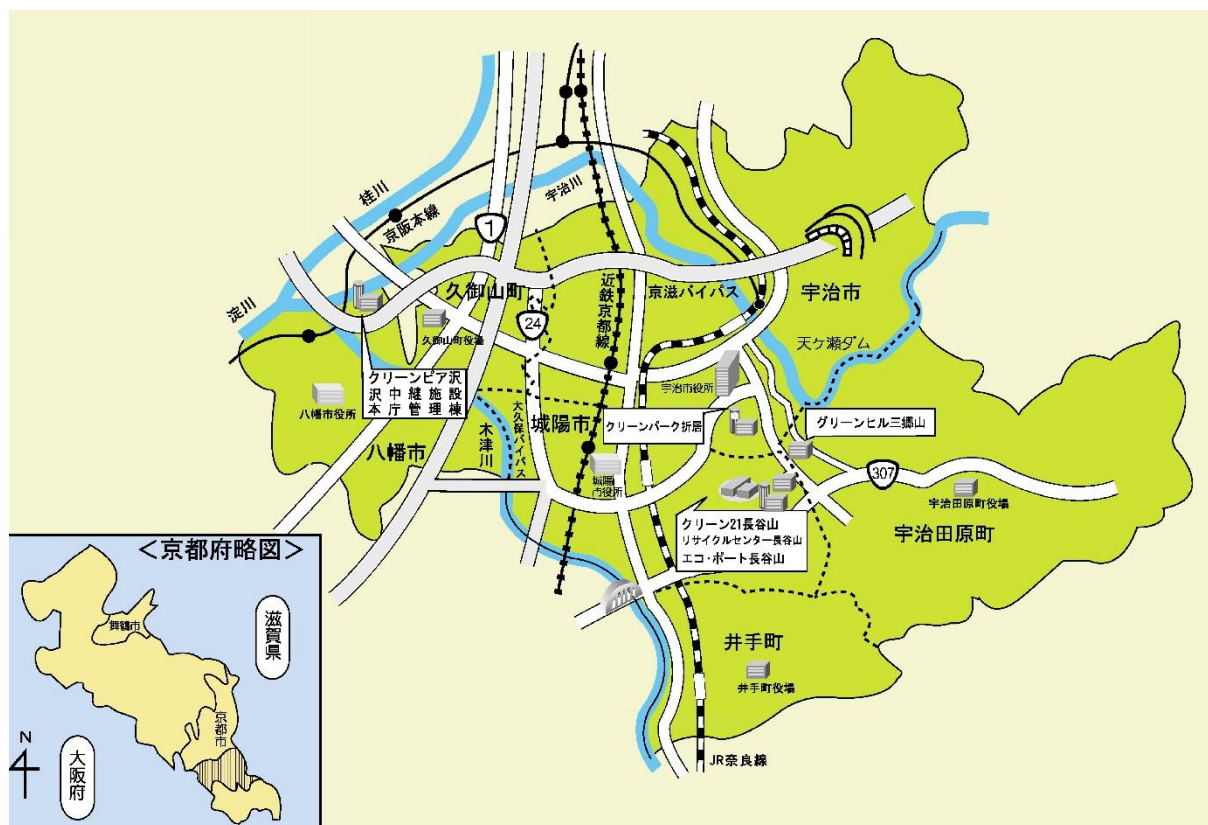 桂川
京阪本線
宇治川
1
淀川
久御山町
24
近鉄京都線
京滋バイパス
宇治市
天ケ瀬ダム
久御山町役場
クリーンピア沢
沢中継施設
本庁管理棟
八幡市役所
八幡市
木津川
大久保バイパス
城陽市
城陽
市役所
宇治市役所
クリーンパーク折居
グリーンヒル三郷山
307
宇治田原町役場
宇治田原町
クリーン21長谷山
リサイクルセンター長谷山
エコ・ポート長谷山
井手町
井手町役場
JR奈良線
<京都府略図>
舞鶴市
滋賀県
京都市
N
大阪府